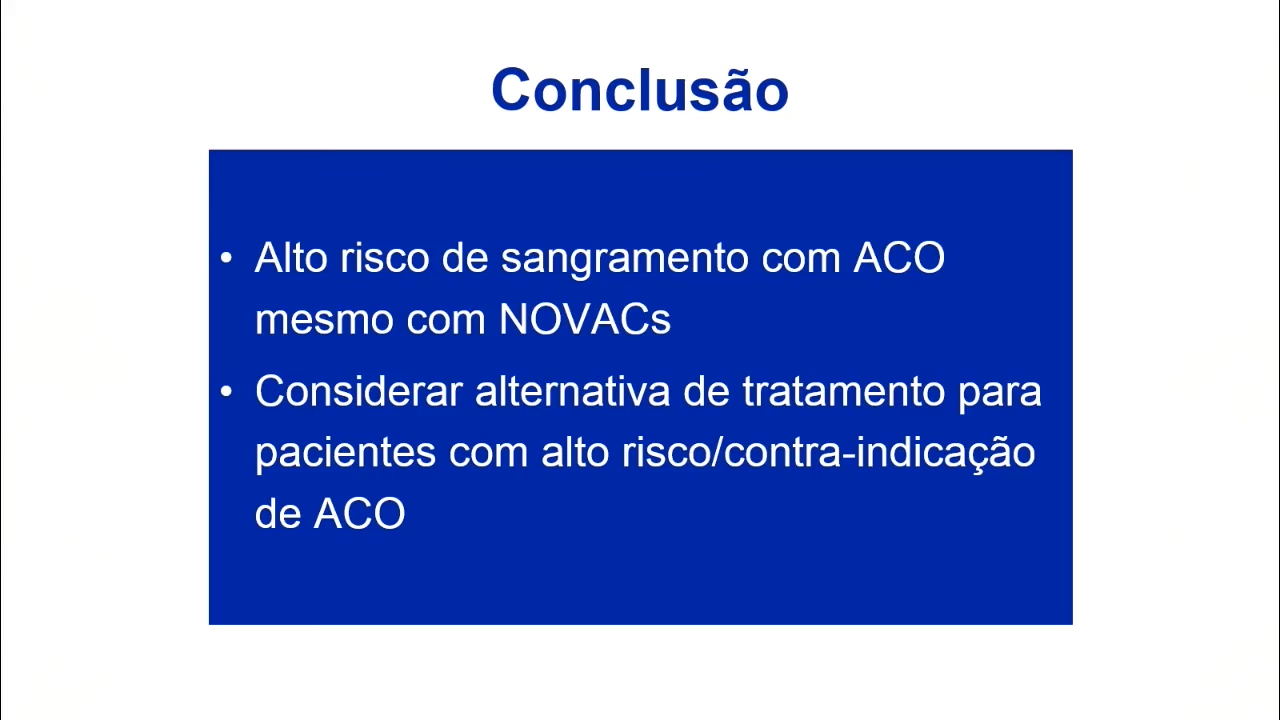 Conclusão
• Alto risco de sangramento com ACO
mesmo com NOVACs
• Considerar alternativa de tratamento para
pacientes com alto risco/contra-indicação
de ACO